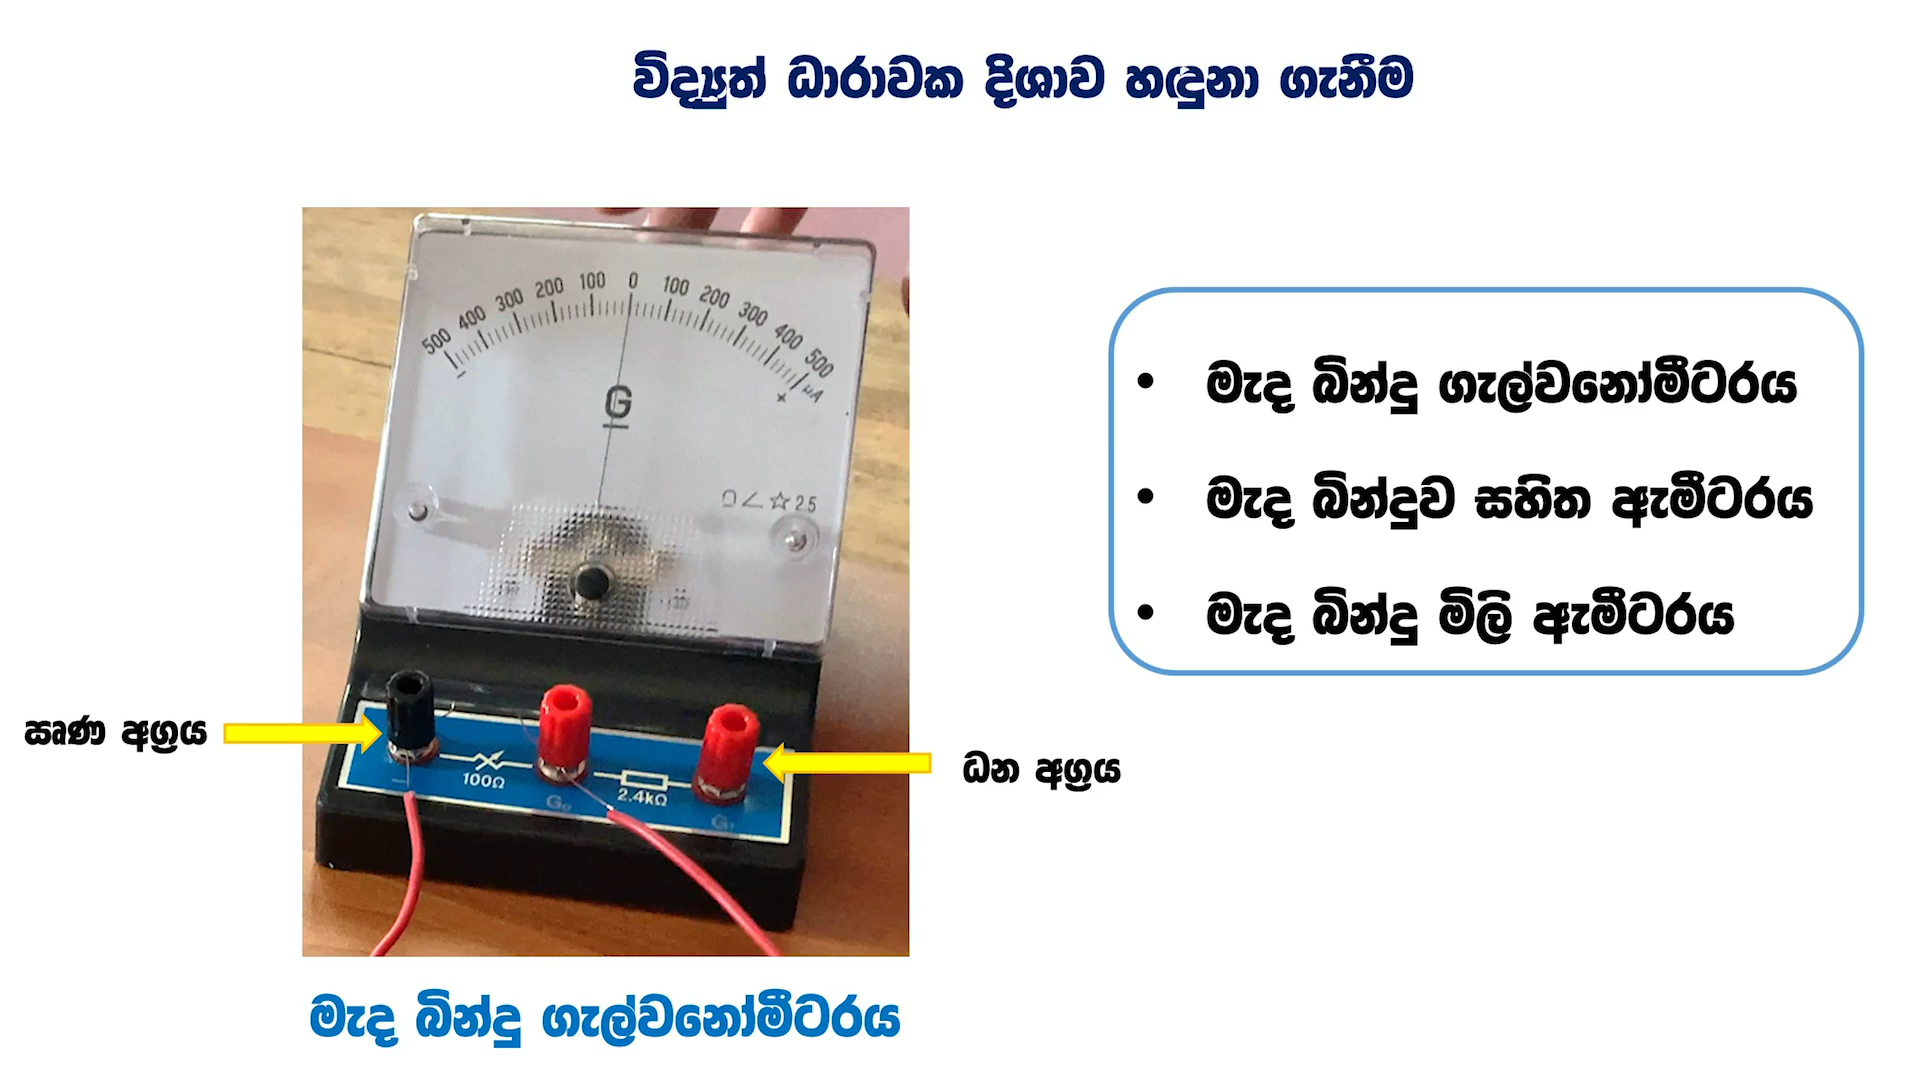 විද්‍යුත් ධාරාවක දිශාව හඳුනා ගැනීම
500 400 300 200 100 0 100 200 300 400 500
− + µA
G
2.5
• මැද බින්දු ගැල්වනෝමීටරය
• මැද බින්දුව සහිත ඇමීටරය
• මැද බින්දු මිලි ඇමීටරය
සෘණ අග්‍රය
ධන අග්‍රය
100Ω
2.4kΩ
මැද බින්දු ගැල්වනෝමීටරය